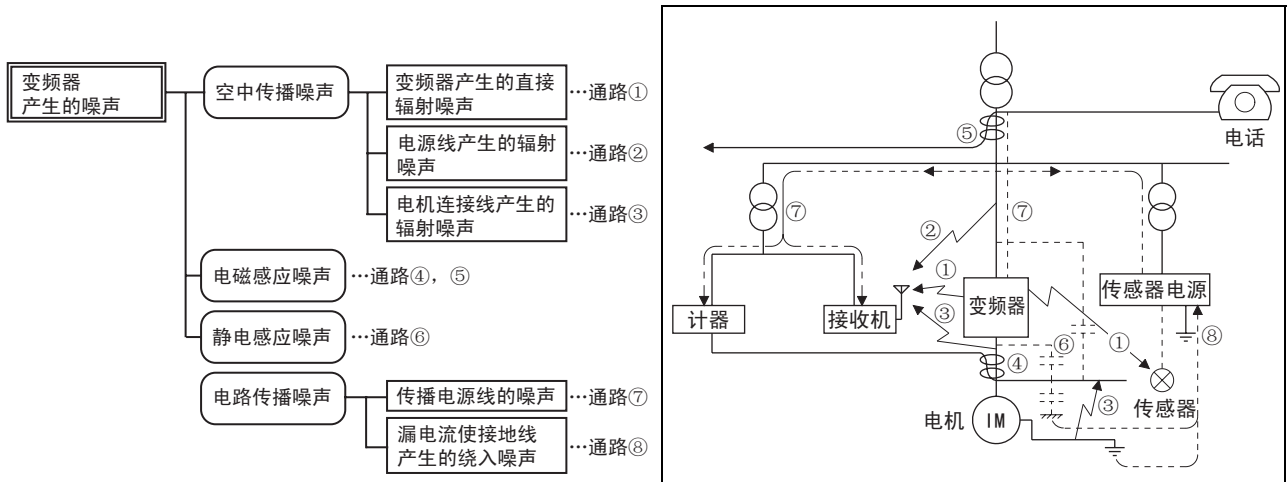 变频器
产生的噪声
空中传播噪声
变频器产生的直接
辐射噪声
…通路①
电源线产生的辐射
噪声
…通路②
电机连接线产生的
辐射噪声
…通路③
电磁感应噪声
…通路④，⑤
静电感应噪声
…通路⑥
电路传播噪声
传播电源线的噪声
…通路⑦
漏电流使接地线
产生的绕入噪声
…通路⑧
电话
⑤
⑦
⑦
②
①
③
计器
接收机
变频器
传感器电源
⑧
⑥
①
④
③
传感器
电机
IM